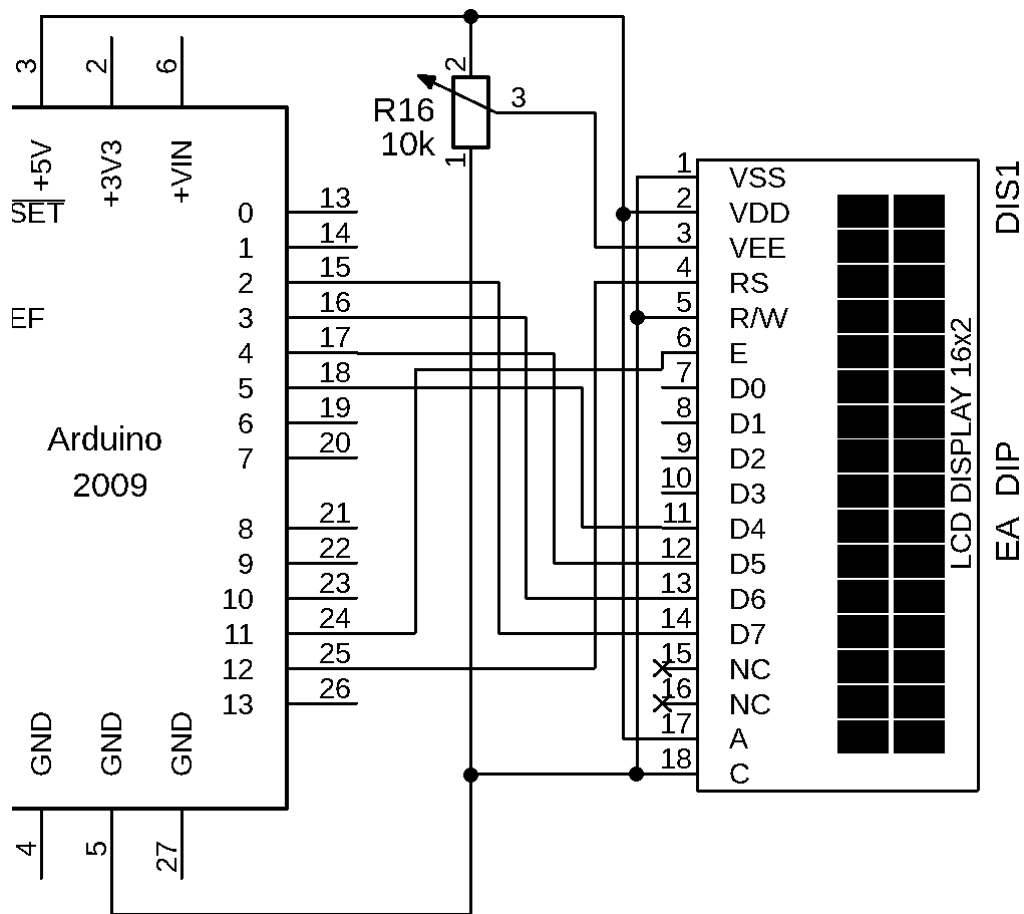 3
2
6
+5V
+3V3
+VIN
SET
EF
Arduino
2009
0 13
1 14
2 15
3 16
4 17
5 18
6 19
7 20
8 21
9 22
10 23
11 24
12 25
13 26
GND
GND
GND
4
5
27
2
R16
10k
3
1
1 VSS
2 VDD
3 VEE
4 RS
5 R/W
6 E
7 D0
8 D1
9 D2
10 D3
11 D4
12 D5
13 D6
14 D7
15 NC
16 NC
17 A
18 C
LCD DISPLAY 16x2
DIS1
EA DIP